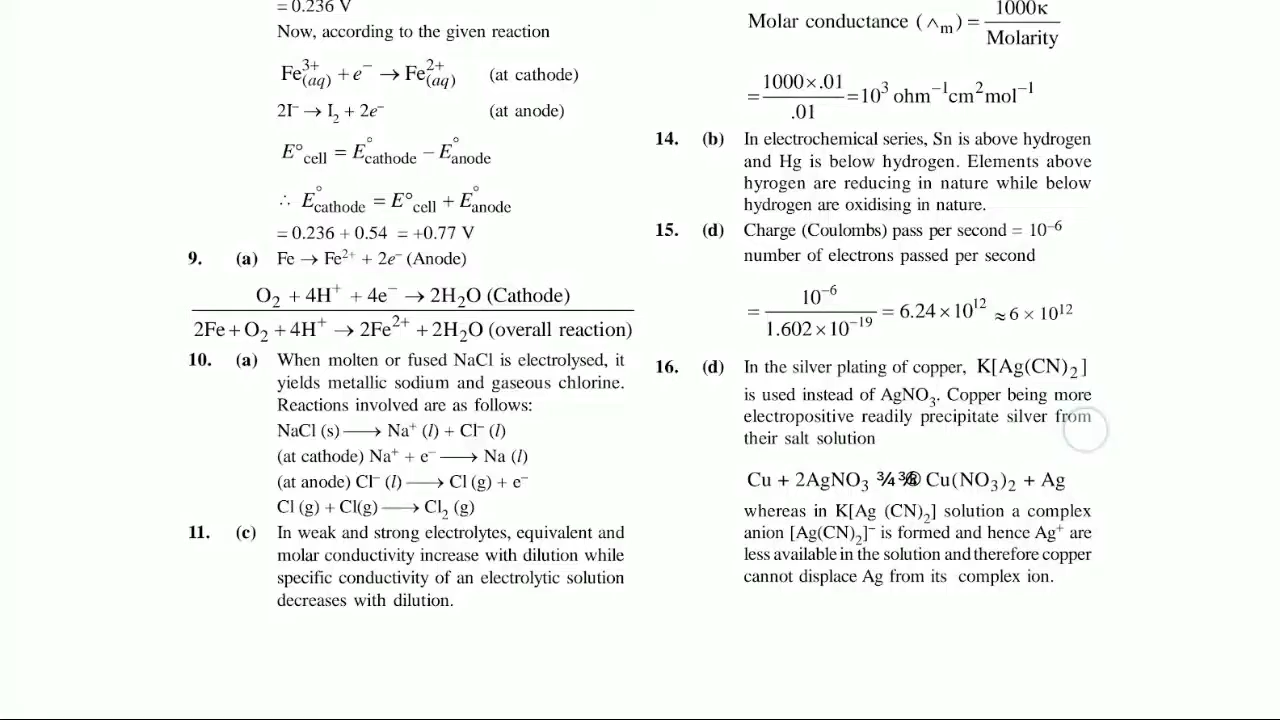 = 0.236 V
Now, according to the given reaction
Fe³⁺(aq) + e⁻ → Fe²⁺(aq) (at cathode)
2I⁻ → I₂ + 2e⁻ (at anode)
E°cell = E°cathode − E°anode
∴ E°cathode = E°cell + E°anode
= 0.236 + 0.54 = +0.77 V
9. (a) Fe → Fe²⁺ + 2e⁻ (Anode)
O₂ + 4H⁺ + 4e⁻ → 2H₂O (Cathode)
2Fe + O₂ + 4H⁺ → 2Fe²⁺ + 2H₂O (overall reaction)
10. (a) When molten or fused NaCl is electrolysed, it
yields metallic sodium and gaseous chlorine.
Reactions involved are as follows:
NaCl (s) ⟶ Na⁺ (l) + Cl⁻ (l)
(at cathode) Na⁺ + e⁻ ⟶ Na (l)
(at anode) Cl⁻ (l) ⟶ Cl (g) + e⁻
Cl (g) + Cl(g) ⟶ Cl₂ (g)
11. (c) In weak and strong electrolytes, equivalent and
molar conductivity increase with dilution while
specific conductivity of an electrolytic solution
decreases with dilution.
Molar conductance (∧m) = 1000κ / Molarity
= 1000×.01 / .01 = 10³ ohm⁻¹cm²mol⁻¹
14. (b) In electrochemical series, Sn is above hydrogen
and Hg is below hydrogen. Elements above
hyrogen are reducing in nature while below
hydrogen are oxidising in nature.
15. (d) Charge (Coulombs) pass per second = 10⁻⁶
number of electrons passed per second
= 10⁻⁶ / 1.602×10⁻¹⁹ = 6.24×10¹² ≈ 6 × 10¹²
16. (d) In the silver plating of copper, K[Ag(CN)₂]
is used instead of AgNO₃. Copper being more
electropositive readily precipitate silver from
their salt solution
Cu + 2AgNO₃ ¾¾® Cu(NO₃)₂ + Ag
whereas in K[Ag (CN)₂] solution a complex
anion [Ag(CN)₂]⁻ is formed and hence Ag⁺ are
less available in the solution and therefore copper
cannot displace Ag from its complex ion.